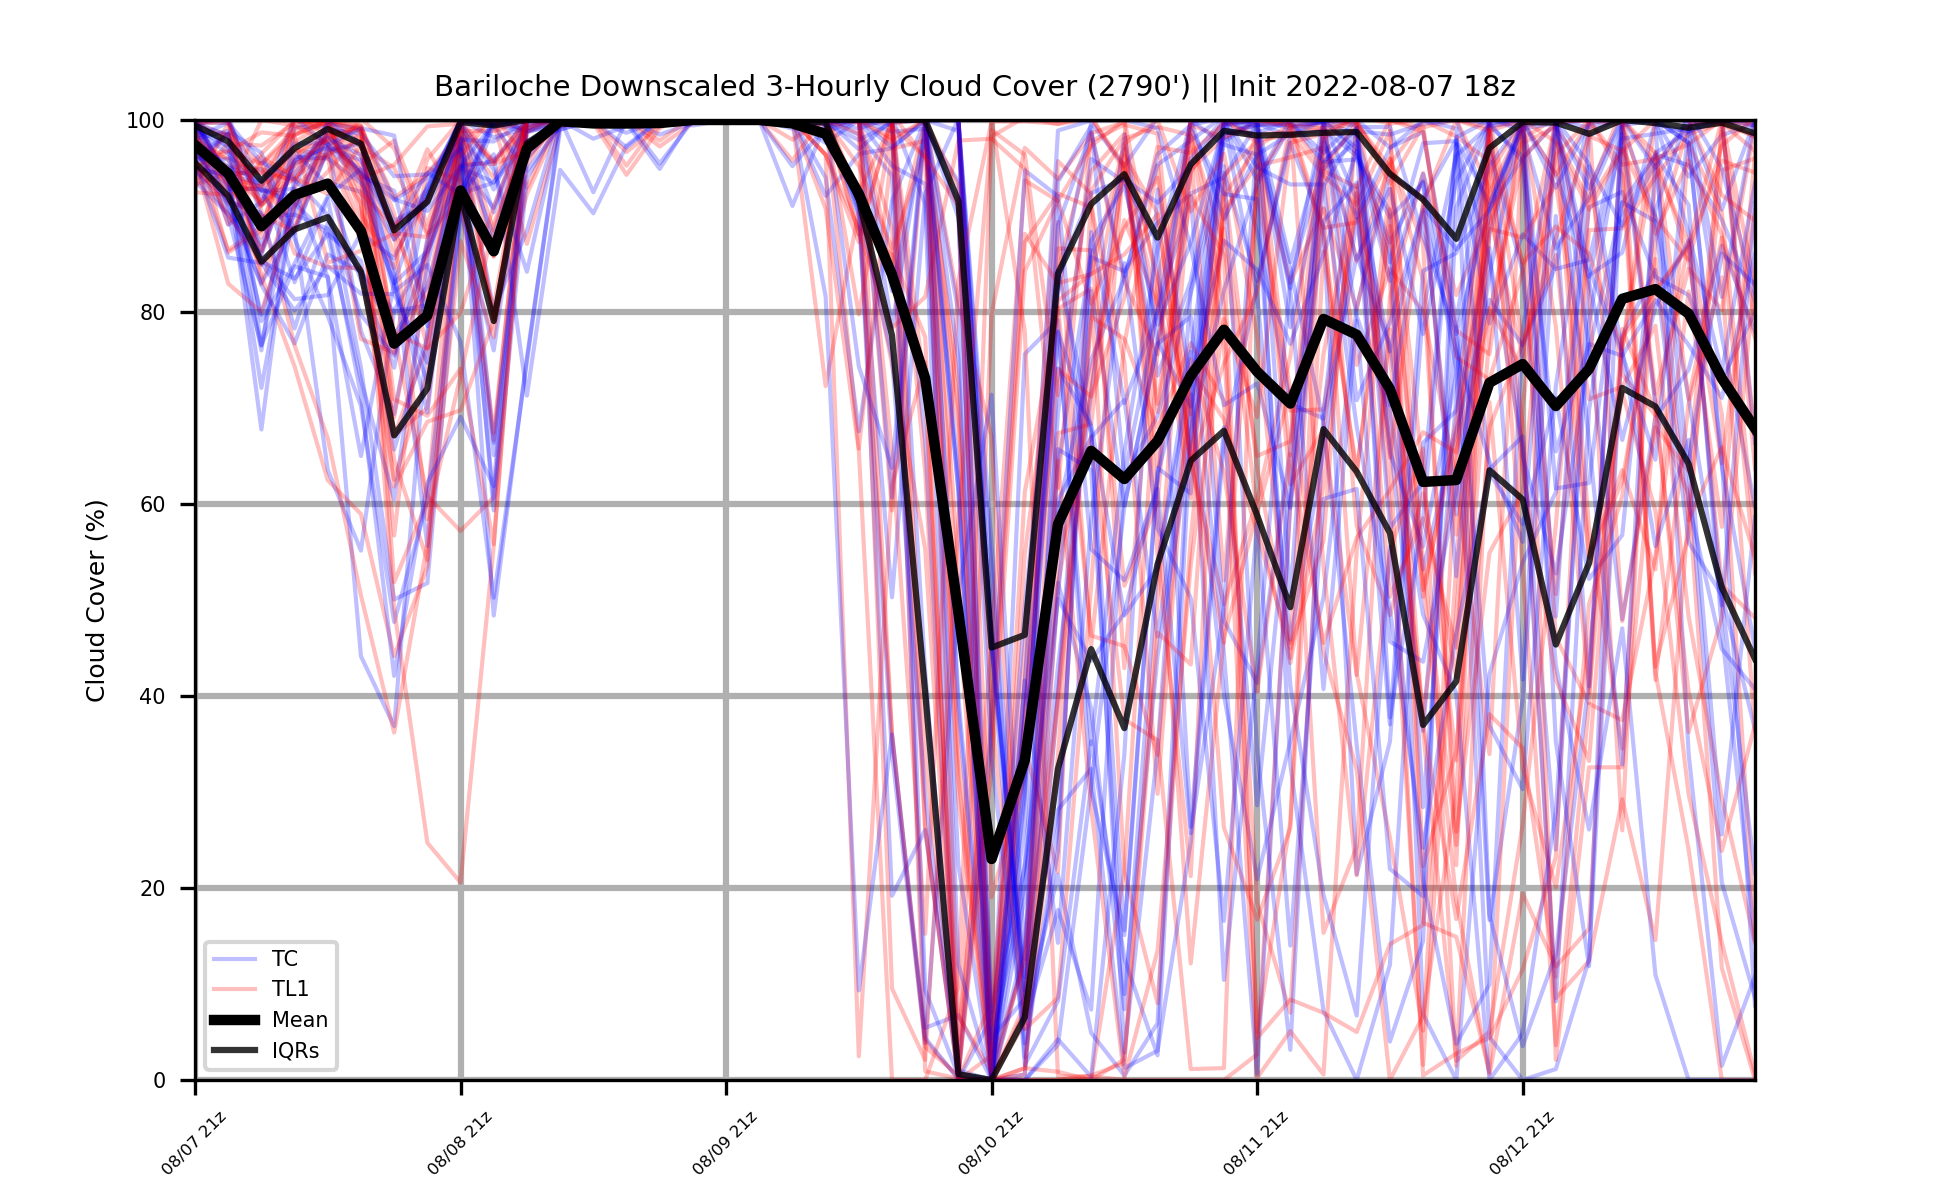 Bariloche Downscaled 3-Hourly Cloud Cover (2790') || Init 2022-08-07 18z
Cloud Cover (%)
100
80
60
40
20
0
TC
TL1
Mean
IQRs
08/07 21z
08/08 21z
08/09 21z
08/10 21z
08/11 21z
08/12 21z